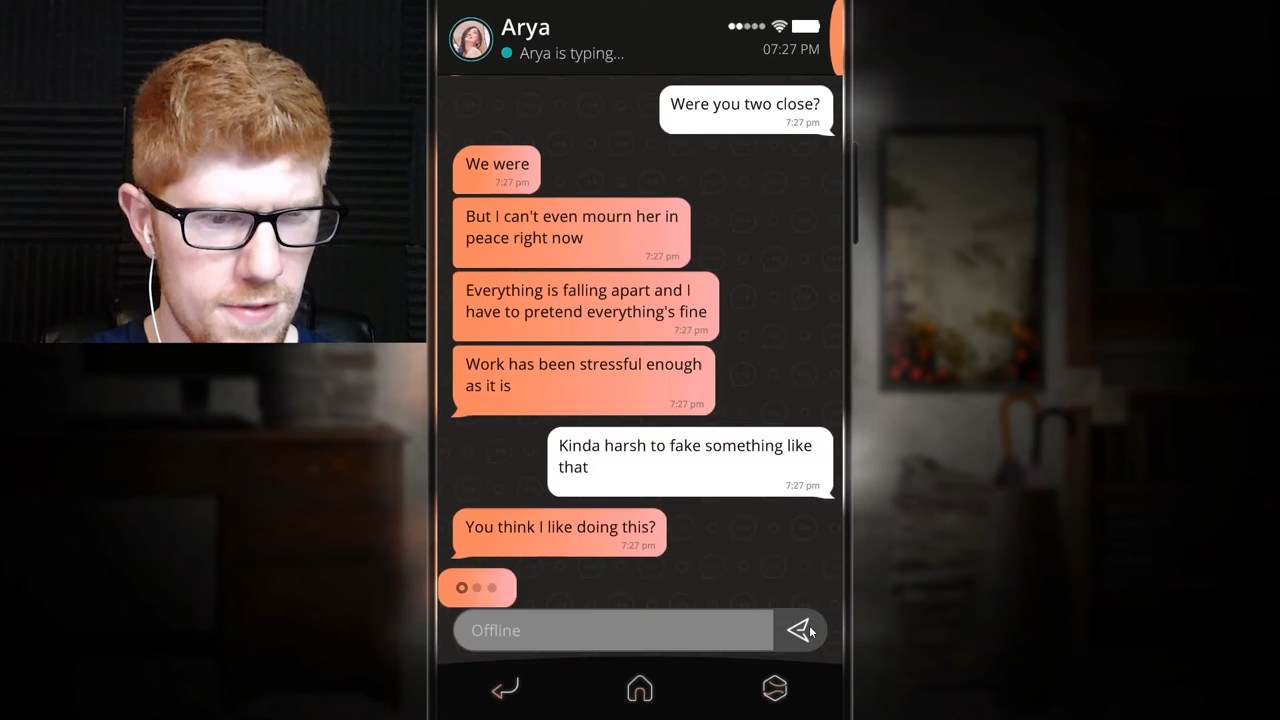 Arya
Arya is typing...
07:27 PM
Were you two close?
7:27 pm
We were
7:27 pm
But I can't even mourn her in
peace right now
7:27 pm
Everything is falling apart and I
have to pretend everything's fine
7:27 pm
Work has been stressful enough
as it is
7:27 pm
Kinda harsh to fake something like
that
7:27 pm
You think I like doing this?
7:27 pm
Offline